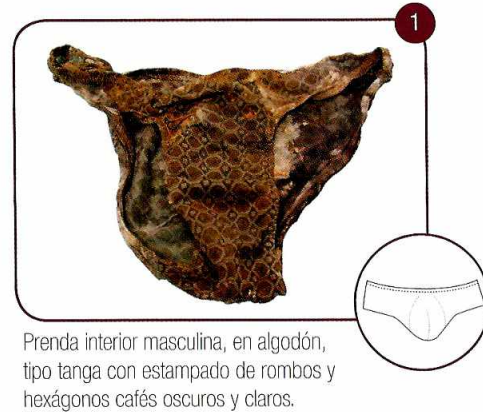 1
Prenda interior masculina, en algodón,
tipo tanga con estampado de rombos y
hexágonos cafés oscuros y claros.